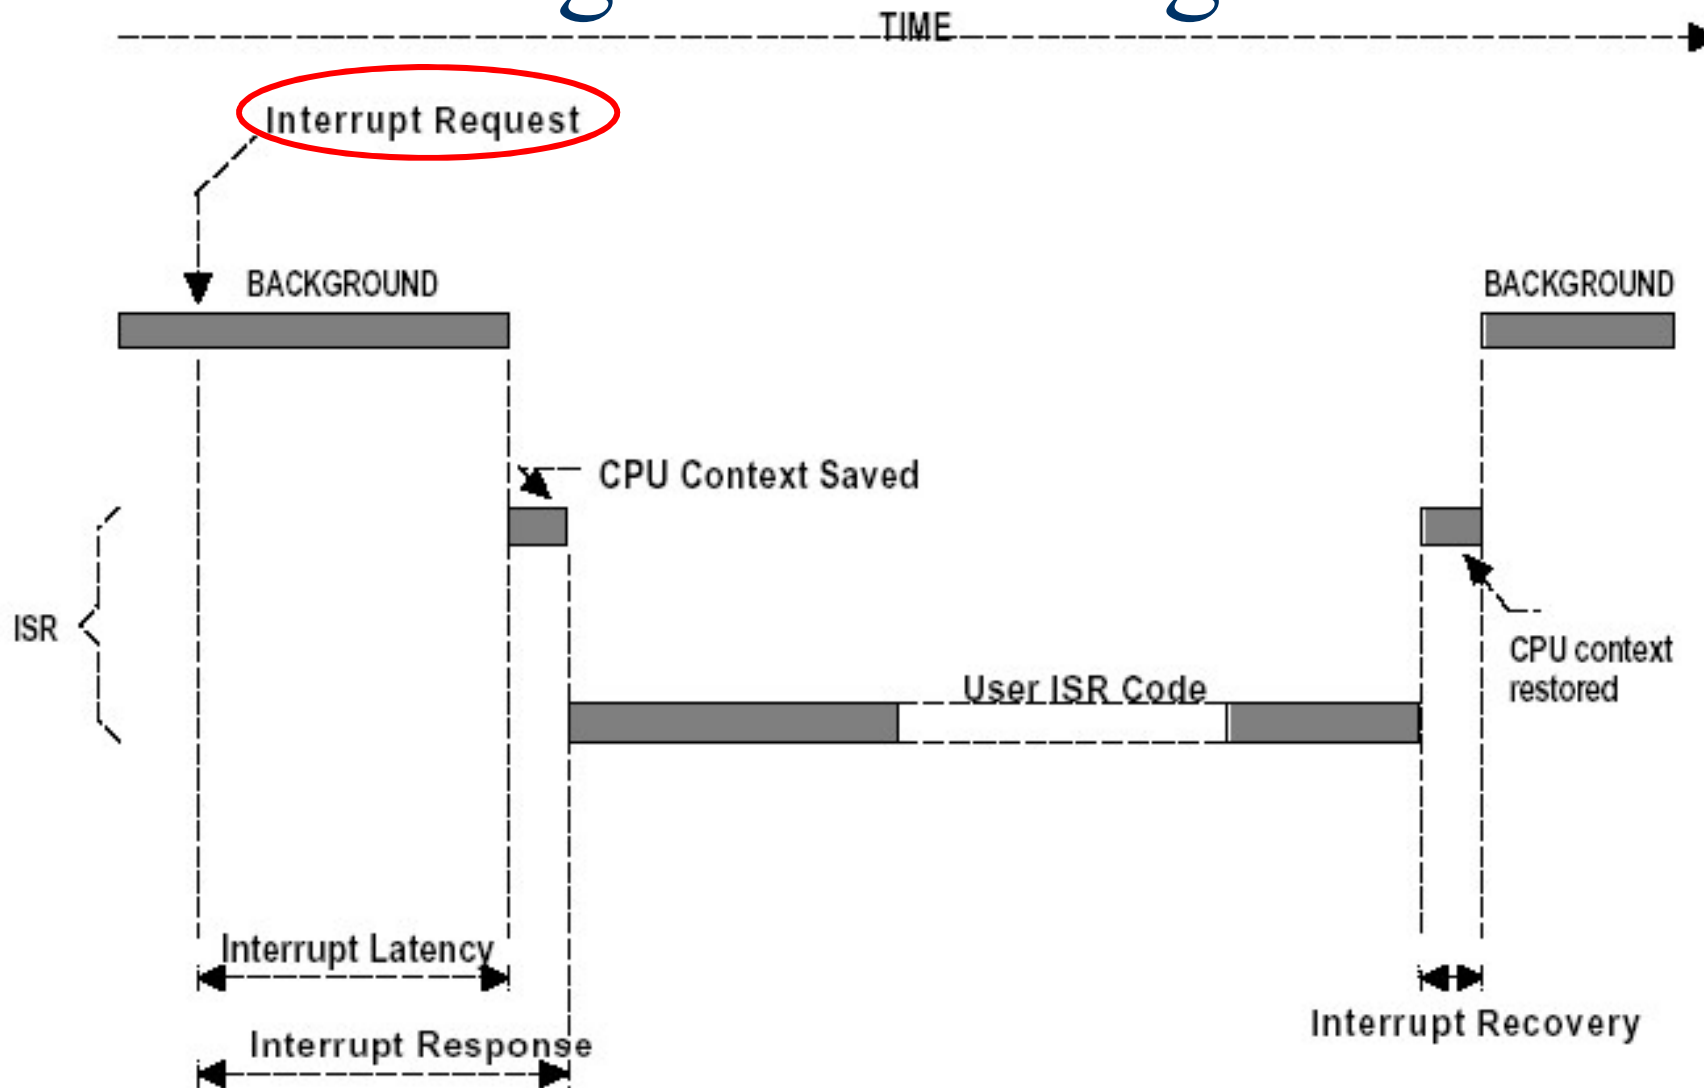 TIME
Interrupt Request
BACKGROUND
BACKGROUND
CPU Context Saved
ISR
CPU context
restored
User ISR Code
Interrupt Latency
Interrupt Recovery
Interrupt Response